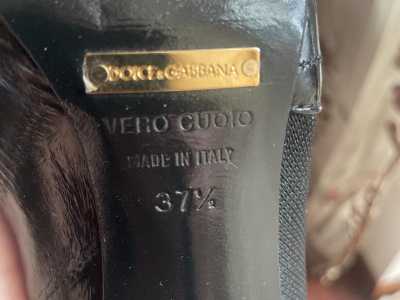 DOLCE&GABBANA
VERO CUOIO
MADE IN ITALY
37½